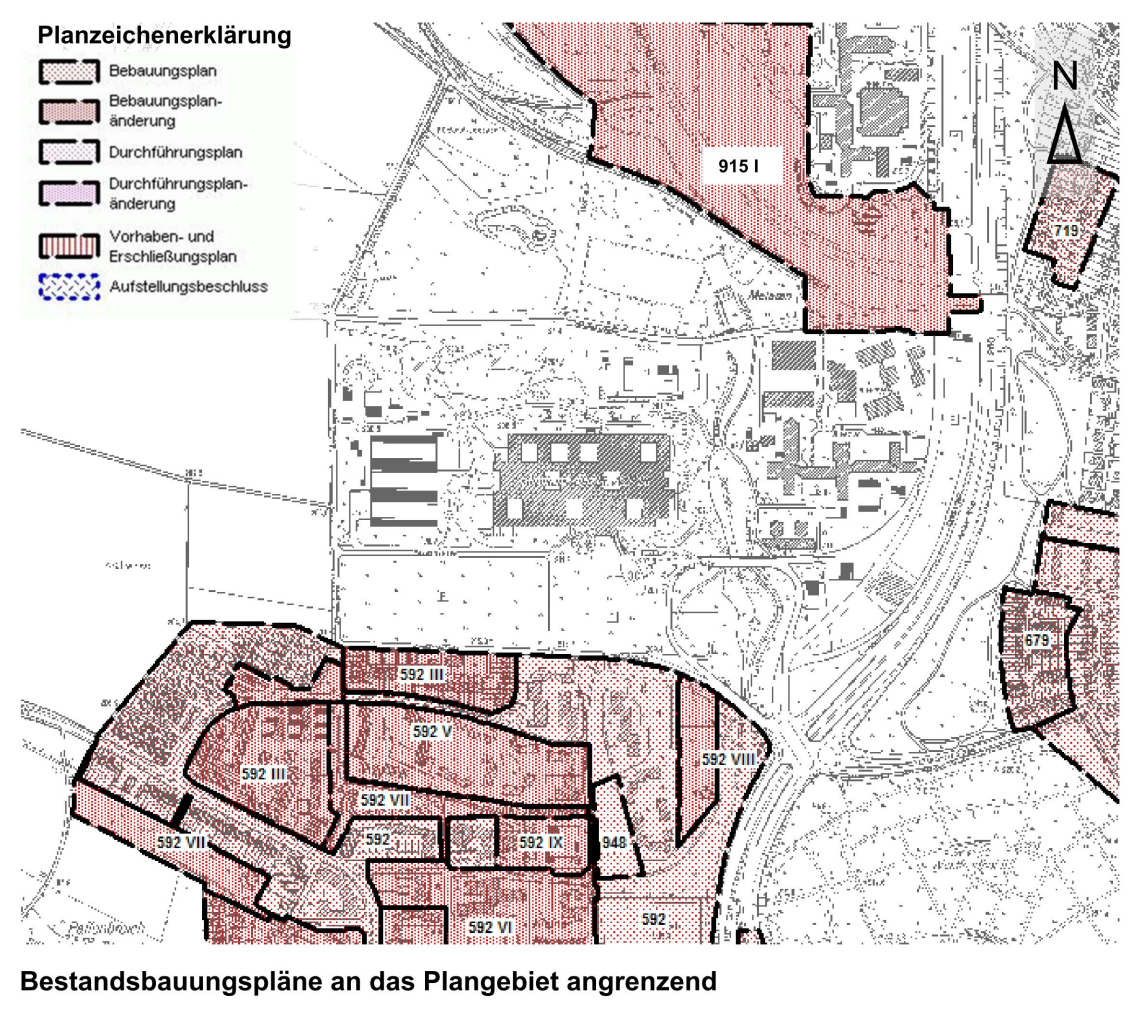 Planzeichenerklärung
Bebauungsplan
Bebauungsplan-
änderung
Durchführungsplan
Durchführungsplan-
änderung
Vorhaben- und
Erschließungsplan
Aufstellungsbeschluss
N
915 I
719
Melaten
679
592 III
592 V
592 VIII
592 III
592 VII
592
592 IX
948
592 VII
592
592 VI
Bestandsbauungspläne an das Plangebiet angrenzend